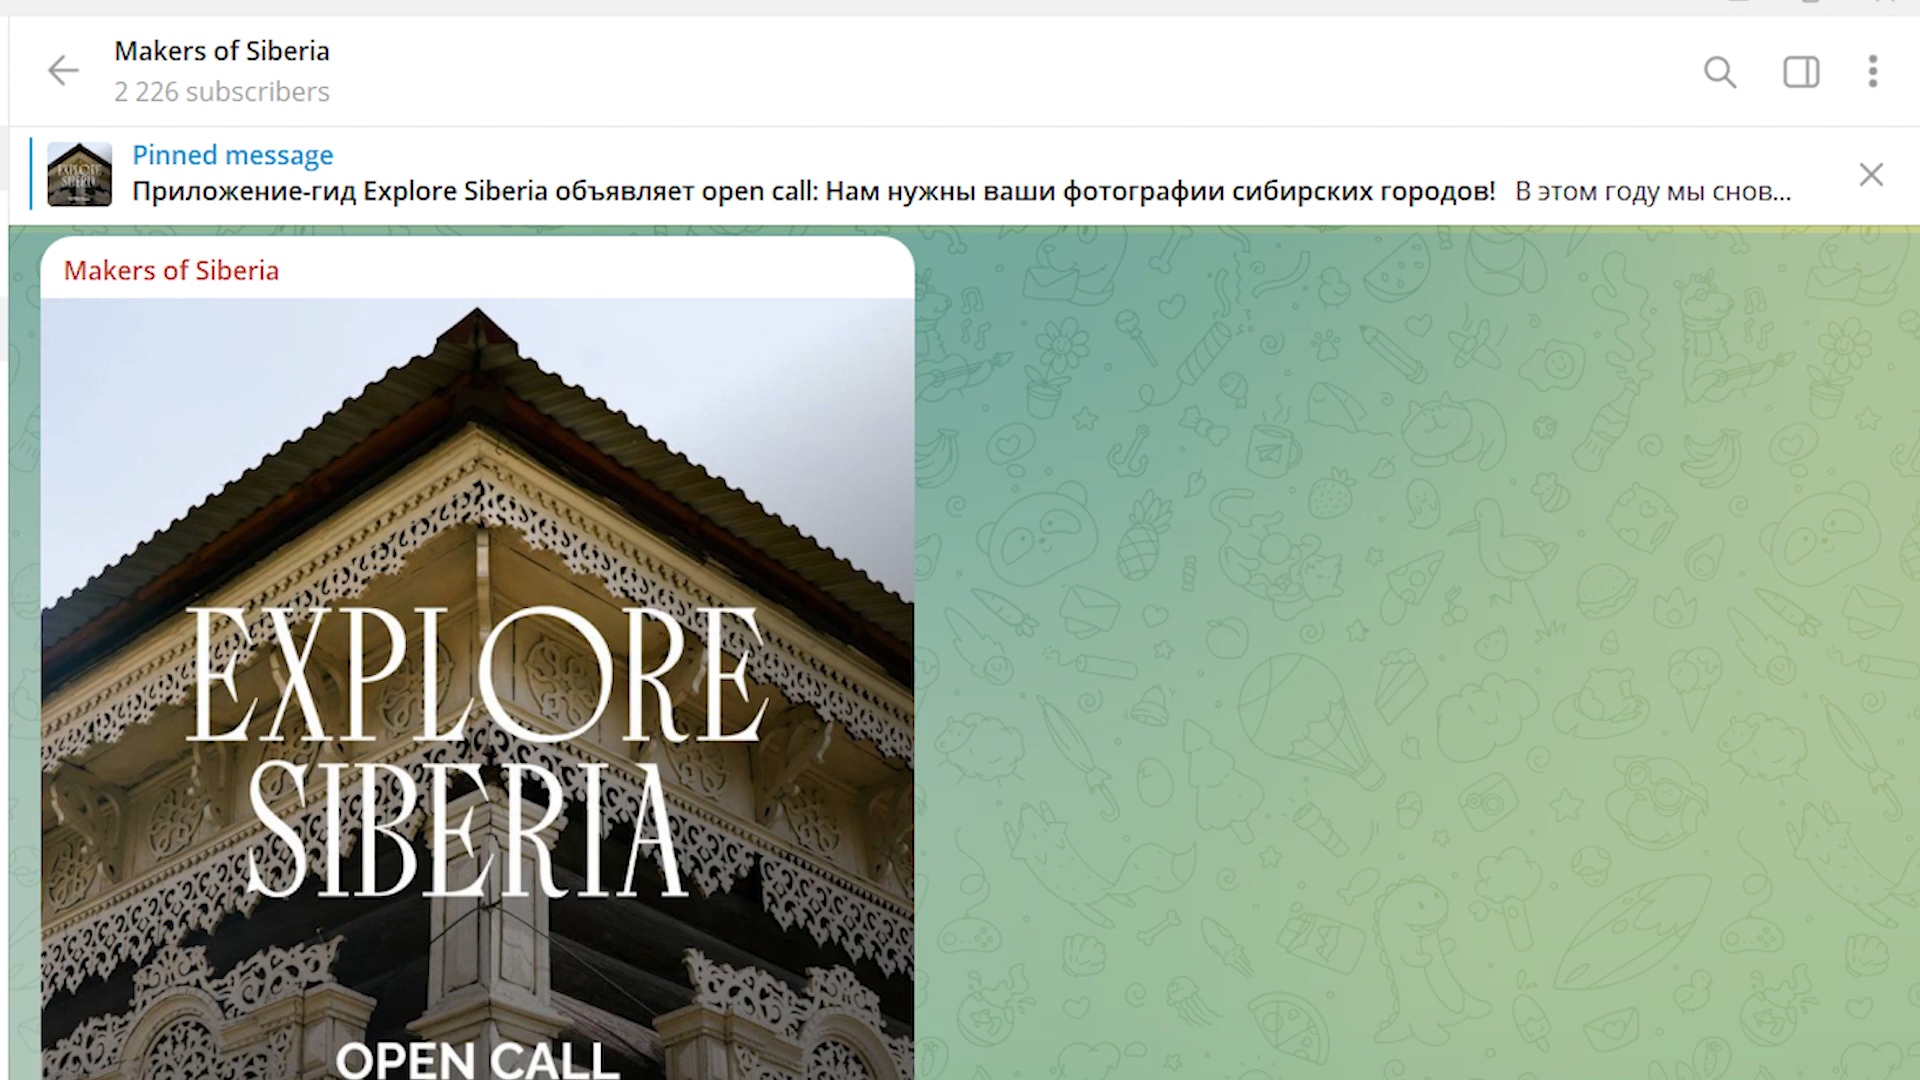 Makers of Siberia
2 226 subscribers
Pinned message
Приложение-гид Explore Siberia объявляет open call: Нам нужны ваши фотографии сибирских городов! В этом году мы снов...
Makers of Siberia
EXPLORE
SIBERIA
OPEN CALL